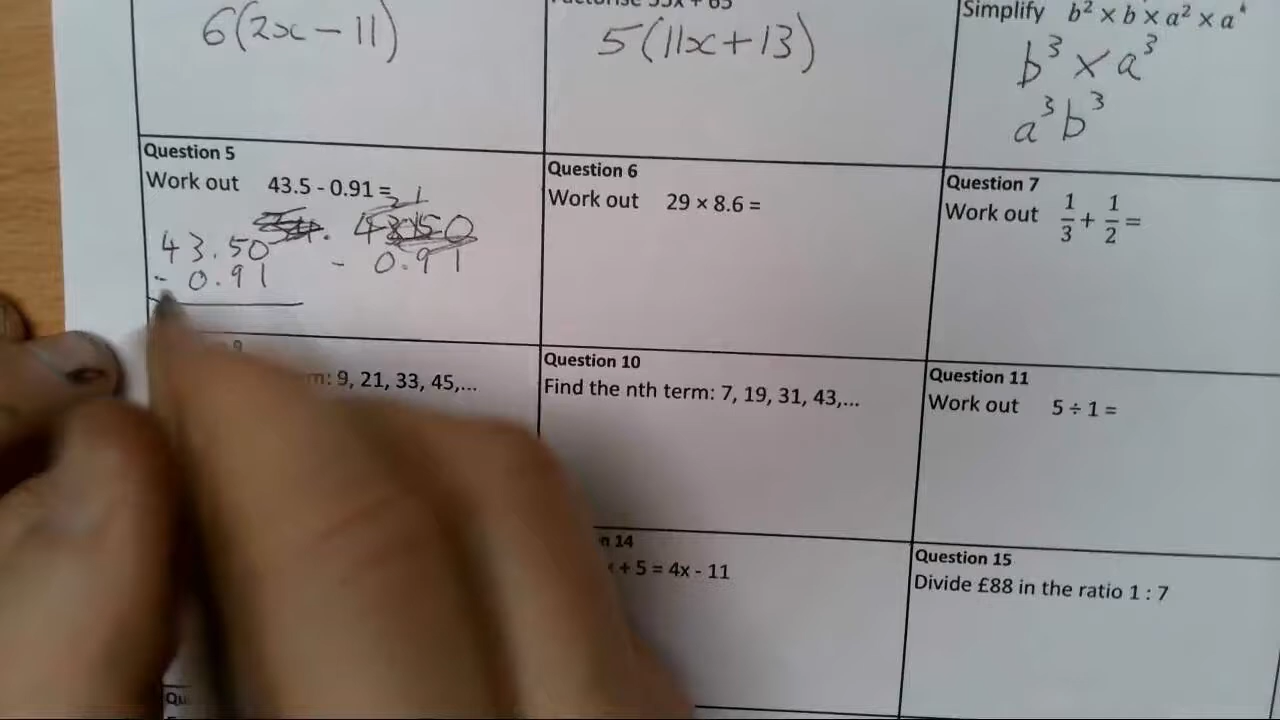 6(2x - 11)
5(11x + 13)
Simplify b² × b × a² × a
b³ × a³
a³b³
Question 5
Work out 43.5 - 0.91 =
43.50
- 0.91
- 0.91
Question 6
Work out 29 × 8.6 =
Question 7
Work out 1/3 + 1/2 =
9
m: 9, 21, 33, 45,...
Question 10
Find the nth term: 7, 19, 31, 43,...
Question 11
Work out 5 ÷ 1 =
n 14
+ 5 = 4x - 11
Question 15
Divide £88 in the ratio 1 : 7
Qu